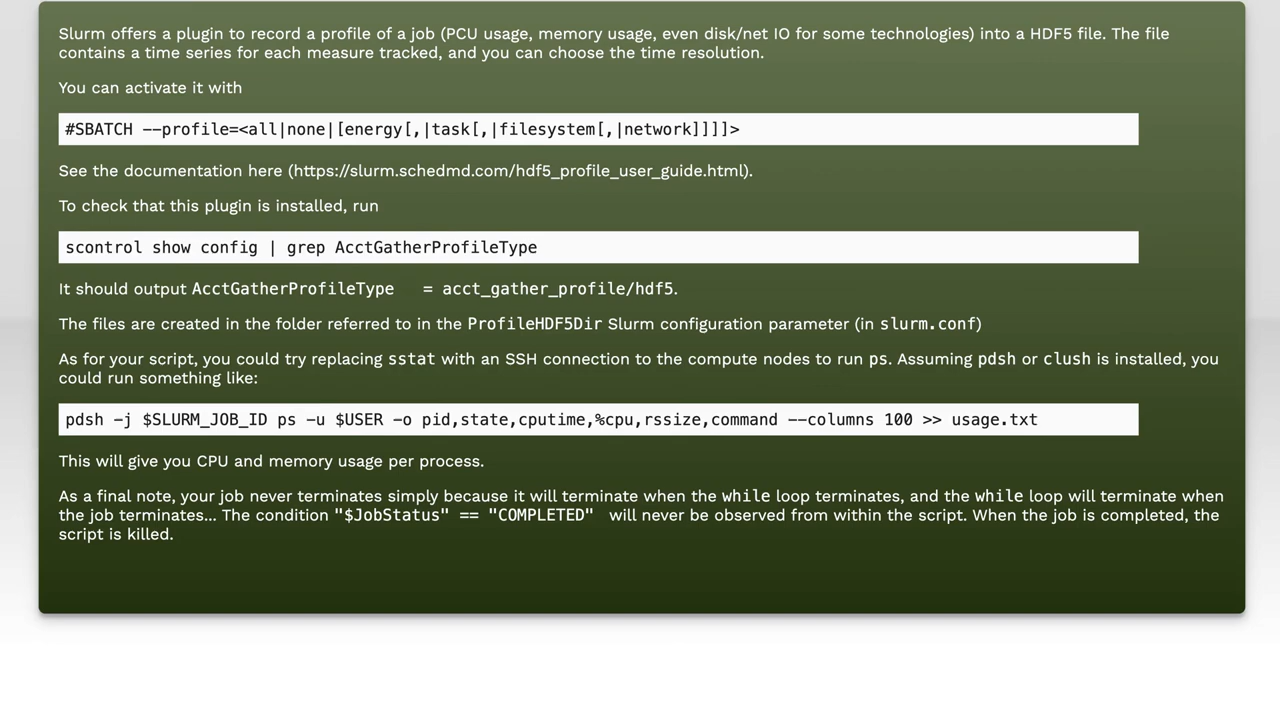 Slurm offers a plugin to record a profile of a job (PCU usage, memory usage, even disk/net IO for some technologies) into a HDF5 file. The file
contains a time series for each measure tracked, and you can choose the time resolution.
You can activate it with
#SBATCH --profile=<all|none|[energy[,|task[,|filesystem[,|network]]]]>
See the documentation here (https://slurm.schedmd.com/hdf5_profile_user_guide.html).
To check that this plugin is installed, run
scontrol show config | grep AcctGatherProfileType
It should output AcctGatherProfileType   = acct_gather_profile/hdf5.
The files are created in the folder referred to in the ProfileHDF5Dir Slurm configuration parameter (in slurm.conf)
As for your script, you could try replacing sstat with an SSH connection to the compute nodes to run ps. Assuming pdsh or clush is installed, you
could run something like:
pdsh -j $SLURM_JOB_ID ps -u $USER -o pid,state,cputime,%cpu,rssize,command --columns 100 >> usage.txt
This will give you CPU and memory usage per process.
As a final note, your job never terminates simply because it will terminate when the while loop terminates, and the while loop will terminate when
the job terminates... The condition "$JobStatus" == "COMPLETED"  will never be observed from within the script. When the job is completed, the
script is killed.